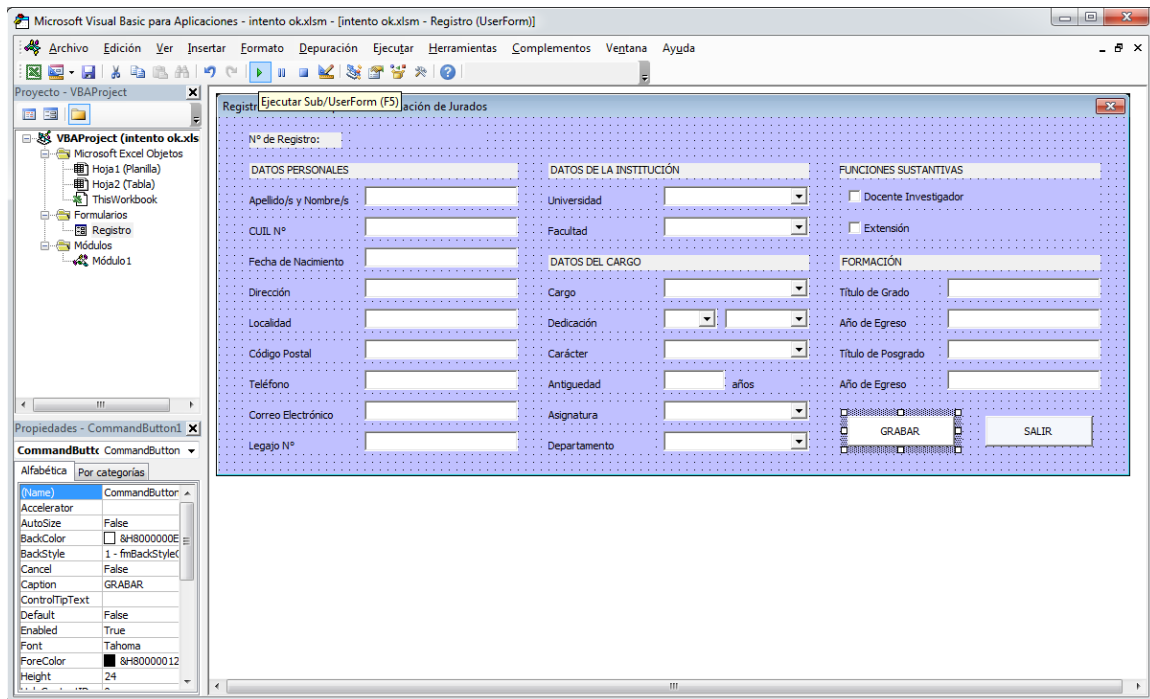 Microsoft Visual Basic para Aplicaciones - intento ok.xlsm - [intento ok.xlsm - Registro (UserForm)]
Archivo Edición Ver Insertar Formato Depuración Ejecutar Herramientas Complementos Ventana Ayuda
Proyecto - VBAProject
VBAProject (intento ok.xls
Microsoft Excel Objetos
Hoja1 (Planilla)
Hoja2 (Tabla)
ThisWorkbook
Formularios
Registro
Módulos
Módulo1
Propiedades - CommandButton1
CommandButtc CommandButton
Alfabética Por categorías
(Name) CommandButton
Accelerator
AutoSize False
BackColor &H8000000E
BackStyle 1 - fmBackStyleO
Cancel False
Caption GRABAR
ControlTipText
Default False
Enabled True
Font Tahoma
ForeColor &H80000012
Height 24
Ejecutar Sub/UserForm (F5)
Registr ación de Jurados
Nº de Registro:
DATOS PERSONALES
Apellido/s y Nombre/s
CUIL Nº
Fecha de Nacimiento
Dirección
Localidad
Código Postal
Teléfono
Correo Electrónico
Legajo Nº
DATOS DE LA INSTITUCIÓN
Universidad
Facultad
DATOS DEL CARGO
Cargo
Dedicación
Carácter
Antiguedad años
Asignatura
Departamento
FUNCIONES SUSTANTIVAS
Docente Investigador
Extensión
FORMACIÓN
Título de Grado
Año de Egreso
Título de Posgrado
Año de Egreso
GRABAR SALIR